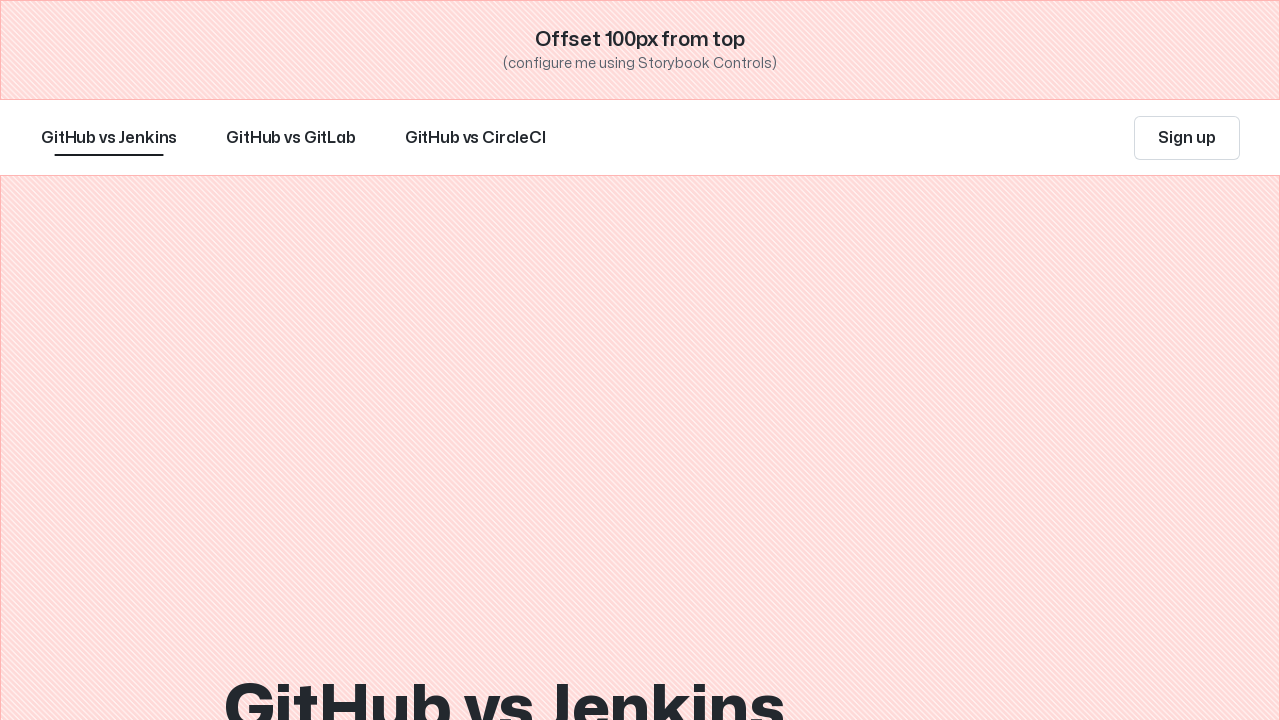 Offset 100px from top
(configure me using Storybook Controls)
GitHub vs Jenkins
GitHub vs GitLab
GitHub vs CircleCI
Sign up
GitHub vs Jenkins